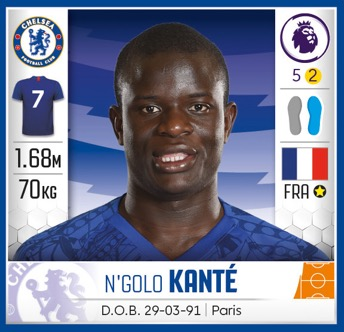 CHELSEA
FOOTBALL CLUB
5 2
7
1.68M
70KG
FRA
N'GOLO KANTÉ
D.O.B. 29-03-91 | Paris